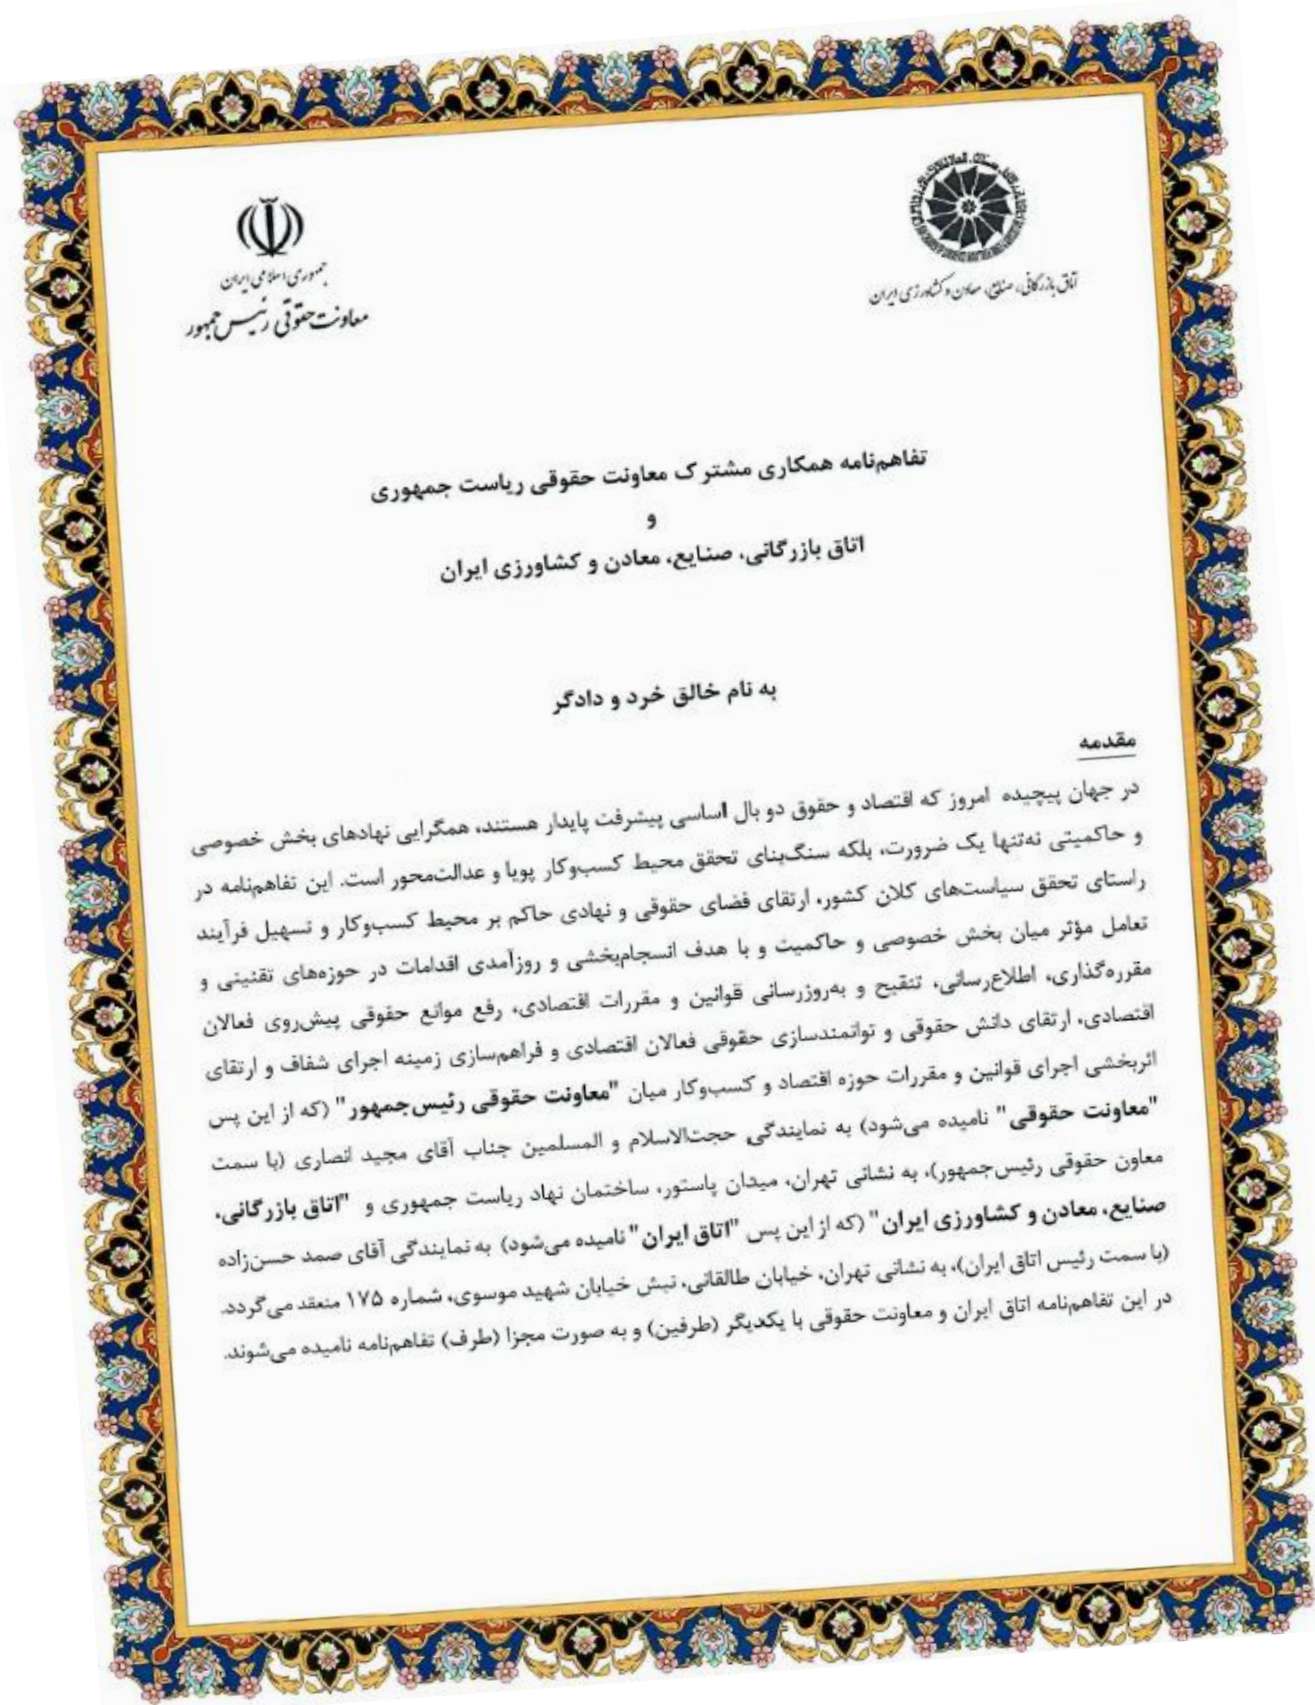 اتاق بازرگانی، صنایع، معادن و کشاورزی ایران
جمهوری اسلامی ایران
معاونت حقوقی رئیس جمهور
تفاهم‌نامه همکاری مشترک معاونت حقوقی ریاست جمهوری
و
اتاق بازرگانی، صنایع، معادن و کشاورزی ایران
به نام خالق خرد و دادگر
مقدمه
در جهان پیچیده امروز که اقتصاد و حقوق دو بال اساسی پیشرفت پایدار هستند، همگرایی نهادهای بخش خصوصی
و حاکمیتی نه‌تنها یک ضرورت، بلکه سنگ‌بنای تحقق محیط کسب‌وکار پویا و عدالت‌محور است. این تفاهم‌نامه در
راستای تحقق سیاست‌های کلان کشور، ارتقای فضای حقوقی و نهادی حاکم بر محیط کسب‌وکار و تسهیل فرآیند
تعامل مؤثر میان بخش خصوصی و حاکمیت و با هدف انسجام‌بخشی و روزآمدی اقدامات در حوزه‌های تقنینی و
مقرره‌گذاری، اطلاع‌رسانی، تنقیح و به‌روزرسانی قوانین و مقررات اقتصادی، رفع موانع حقوقی پیش‌روی فعالان
اقتصادی، ارتقای دانش حقوقی و توانمندسازی حقوقی فعالان اقتصادی و فراهم‌سازی زمینه اجرای شفاف و ارتقای
اثربخشی اجرای قوانین و مقررات حوزه اقتصاد و کسب‌وکار میان "معاونت حقوقی رئیس‌جمهور" (که از این پس
"معاونت حقوقی" نامیده می‌شود) به نمایندگی حجت‌الاسلام و المسلمین جناب آقای مجید انصاری (با سمت
معاون حقوقی رئیس‌جمهور)، به نشانی تهران، میدان پاستور، ساختمان نهاد ریاست جمهوری و "اتاق بازرگانی،
صنایع، معادن و کشاورزی ایران" (که از این پس "اتاق ایران" نامیده می‌شود) به نمایندگی آقای صمد حسن‌زاده
(با سمت رئیس اتاق ایران)، به نشانی تهران، خیابان طالقانی، نبش خیابان شهید موسوی، شماره ۱۷۵ منعقد می‌گردد.
در این تفاهم‌نامه اتاق ایران و معاونت حقوقی با یکدیگر (طرفین) و به صورت مجزا (طرف) تفاهم‌نامه نامیده می‌شوند.